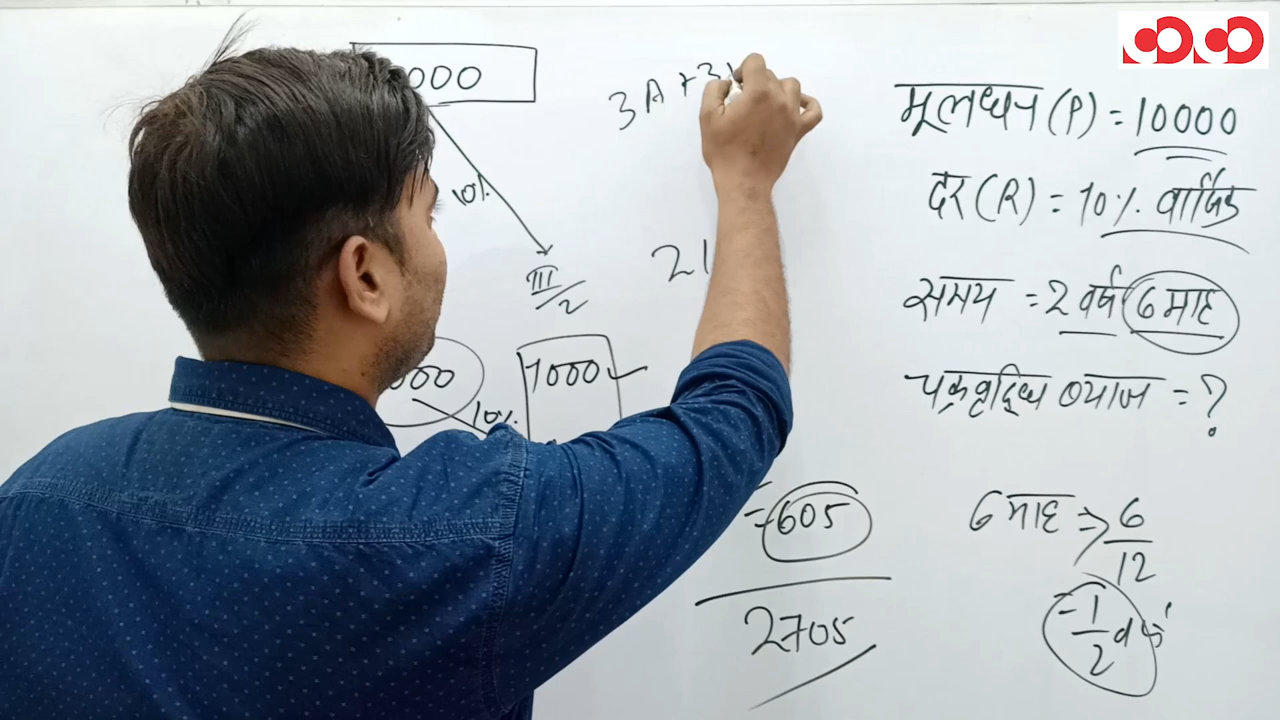 000
3A+3
10%
III/2
21
000
1000
10%
=605
2705
मूलधन (P) = 10000
दर (R) = 10% वार्षिक
समय = 2 वर्ष 6 माह
चक्रवृद्धि ब्याज = ?
6 माह => 6/12
= 1/2 वर्ष